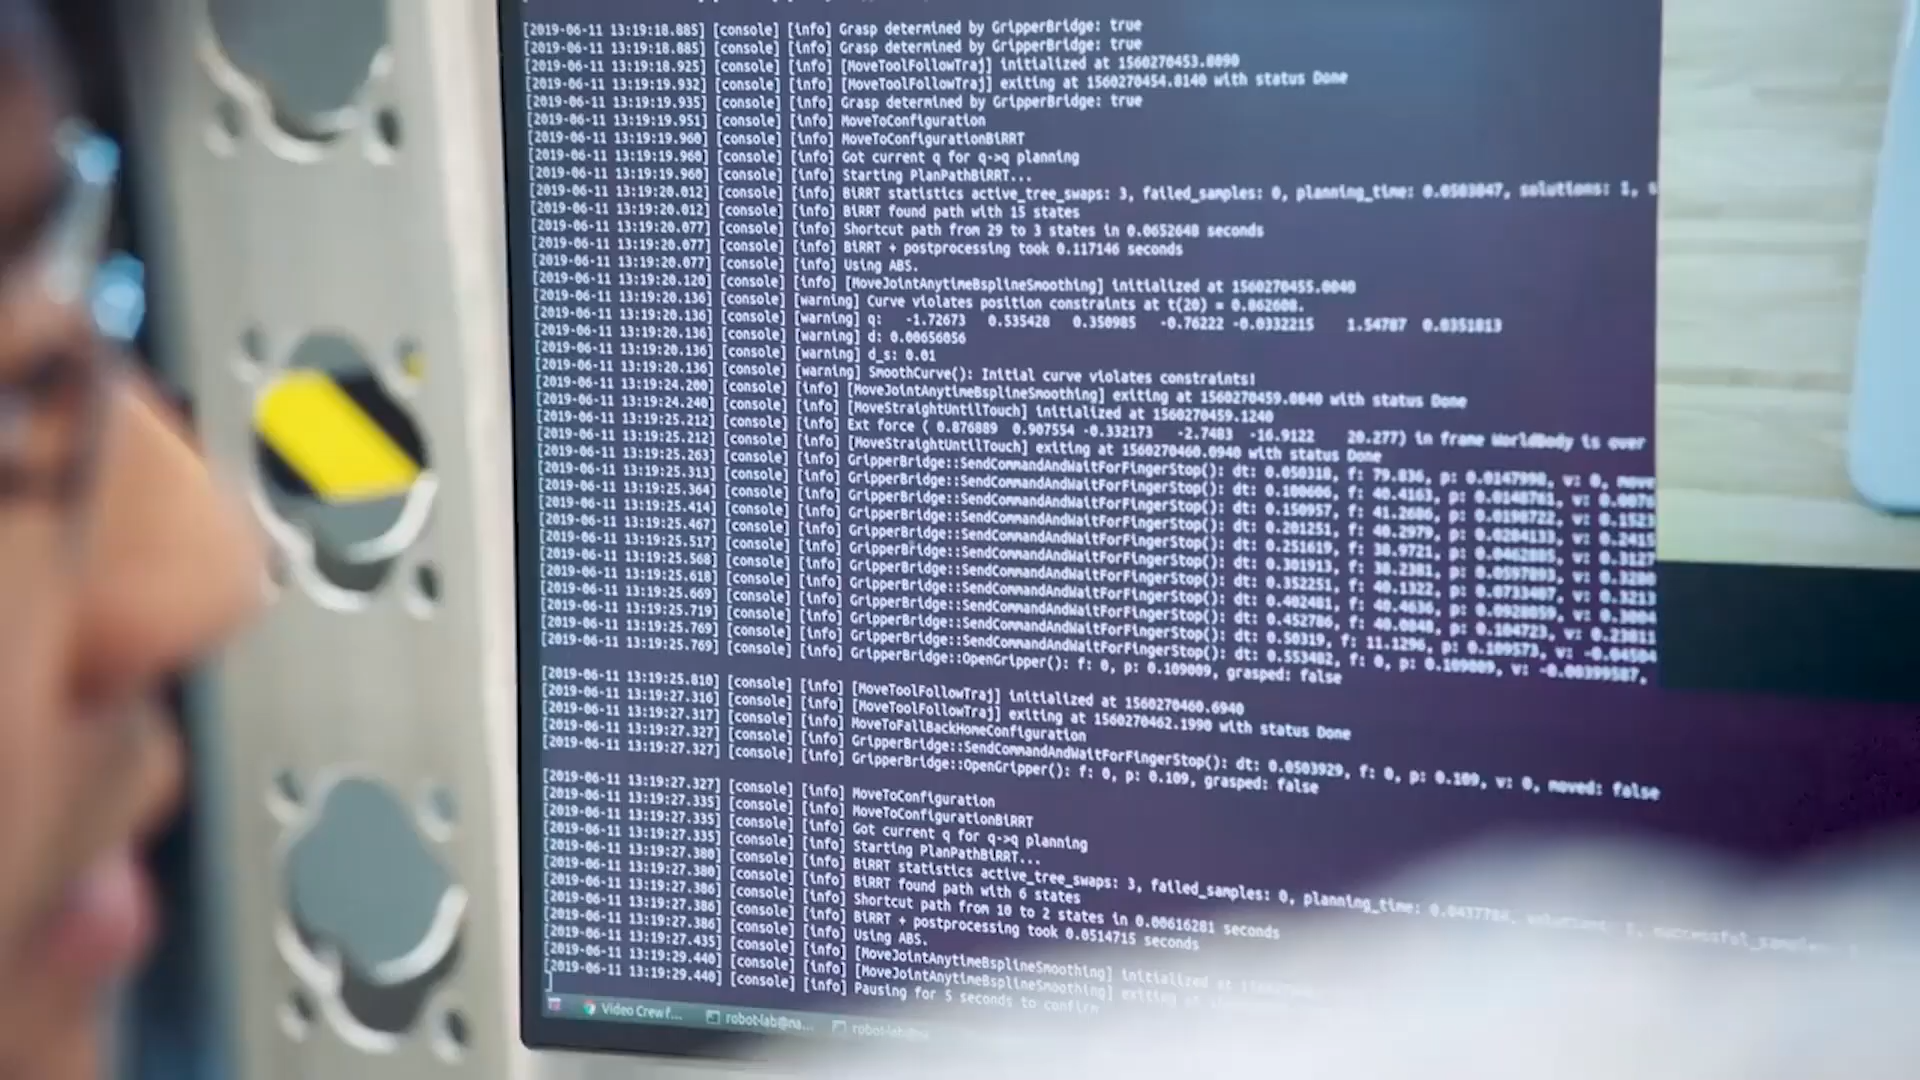 [2019-06-11 13:19:18.885] [console] [info] Grasp determined by GripperBridge: true
[2019-06-11 13:19:18.885] [console] [info] Grasp determined by GripperBridge: true
[2019-06-11 13:19:18.925] [console] [info] [MoveToolFollowTraj] initialized at 1560270453.8090
[2019-06-11 13:19:19.932] [console] [info] [MoveToolFollowTraj] exiting at 1560270454.8140 with status Done
[2019-06-11 13:19:19.935] [console] [info] Grasp determined by GripperBridge: true
[2019-06-11 13:19:19.951] [console] [info] MoveToConfiguration
[2019-06-11 13:19:19.960] [console] [info] MoveToConfigurationBiRRT
[2019-06-11 13:19:19.960] [console] [info] Got current q for q->q planning
[2019-06-11 13:19:19.960] [console] [info] Starting PlanPathBiRRT...
[2019-06-11 13:19:20.012] [console] [info] BiRRT statistics active_tree_swaps: 3, failed_samples: 0, planning_time: 0.0503047, solutions: 1, s
[2019-06-11 13:19:20.012] [console] [info] BiRRT found path with 15 states
[2019-06-11 13:19:20.077] [console] [info] Shortcut path from 29 to 3 states in 0.0652648 seconds
[2019-06-11 13:19:20.077] [console] [info] BiRRT + postprocessing took 0.117146 seconds
[2019-06-11 13:19:20.077] [console] [info] Using ABS.
[2019-06-11 13:19:20.120] [console] [info] [MoveJointAnytimeBsplineSmoothing] initialized at 1560270455.0040
[2019-06-11 13:19:20.136] [console] [warning] Curve violates position constraints at t(20) = 0.862608.
[2019-06-11 13:19:20.136] [console] [warning] q: -1.72673 0.535428 0.350985 -0.76222 -0.0332215 1.54787 0.0351813
[2019-06-11 13:19:20.136] [console] [warning] d: 0.00656056
[2019-06-11 13:19:20.136] [console] [warning] d_s: 0.01
[2019-06-11 13:19:20.136] [console] [warning] SmoothCurve(): Initial curve violates constraints!
[2019-06-11 13:19:24.200] [console] [info] [MoveJointAnytimeBsplineSmoothing] exiting at 1560270459.0840 with status Done
[2019-06-11 13:19:24.240] [console] [info] [MoveStraightUntilTouch] initialized at 1560270459.1240
[2019-06-11 13:19:25.212] [console] [info] Ext force ( 0.876889 0.907554 -0.332173 -2.7483 -16.9122 20.277) in frame WorldBody is over
[2019-06-11 13:19:25.212] [console] [info] [MoveStraightUntilTouch] exiting at 1560270460.0940 with status Done
[2019-06-11 13:19:25.263] [console] [info] GripperBridge::SendCommandAndWaitForFingerStop(): dt: 0.050318, f: 79.836, p: 0.0147998, v: 0, move
[2019-06-11 13:19:25.313] [console] [info] GripperBridge::SendCommandAndWaitForFingerStop(): dt: 0.100606, f: 40.4163, p: 0.0148761, v: 0.0076
[2019-06-11 13:19:25.364] [console] [info] GripperBridge::SendCommandAndWaitForFingerStop(): dt: 0.150957, f: 41.2686, p: 0.0198722, v: 0.1523
[2019-06-11 13:19:25.414] [console] [info] GripperBridge::SendCommandAndWaitForFingerStop(): dt: 0.201251, f: 40.2979, p: 0.0284133, v: 0.2415
[2019-06-11 13:19:25.467] [console] [info] GripperBridge::SendCommandAndWaitForFingerStop(): dt: 0.251619, f: 38.9721, p: 0.0462885, v: 0.3127
[2019-06-11 13:19:25.517] [console] [info] GripperBridge::SendCommandAndWaitForFingerStop(): dt: 0.301913, f: 38.2381, p: 0.0597893, v: 0.3280
[2019-06-11 13:19:25.568] [console] [info] GripperBridge::SendCommandAndWaitForFingerStop(): dt: 0.352251, f: 40.1322, p: 0.0733407, v: 0.3213
[2019-06-11 13:19:25.618] [console] [info] GripperBridge::SendCommandAndWaitForFingerStop(): dt: 0.402481, f: 40.4636, p: 0.0928059, v: 0.3004
[2019-06-11 13:19:25.669] [console] [info] GripperBridge::SendCommandAndWaitForFingerStop(): dt: 0.452786, f: 40.0848, p: 0.104723, v: 0.23811
[2019-06-11 13:19:25.719] [console] [info] GripperBridge::SendCommandAndWaitForFingerStop(): dt: 0.50319, f: 11.1296, p: 0.109573, v: -0.04504
[2019-06-11 13:19:25.769] [console] [info] GripperBridge::SendCommandAndWaitForFingerStop(): dt: 0.553482, f: 0, p: 0.109009, v: -0.00399587,
[2019-06-11 13:19:25.769] [console] [info] GripperBridge::OpenGripper(): f: 0, p: 0.109009, grasped: false
[2019-06-11 13:19:25.810] [console] [info] [MoveToolFollowTraj] initialized at 1560270460.6940
[2019-06-11 13:19:27.316] [console] [info] [MoveToolFollowTraj] exiting at 1560270462.1990 with status Done
[2019-06-11 13:19:27.317] [console] [info] MoveToFallBackHomeConfiguration
[2019-06-11 13:19:27.327] [console] [info] GripperBridge::SendCommandAndWaitForFingerStop(): dt: 0.0503929, f: 0, p: 0.109, v: 0, moved: false
[2019-06-11 13:19:27.327] [console] [info] GripperBridge::OpenGripper(): f: 0, p: 0.109, grasped: false
[2019-06-11 13:19:27.327] [console] [info] MoveToConfiguration
[2019-06-11 13:19:27.335] [console] [info] MoveToConfigurationBiRRT
[2019-06-11 13:19:27.335] [console] [info] Got current q for q->q planning
[2019-06-11 13:19:27.335] [console] [info] Starting PlanPathBiRRT...
[2019-06-11 13:19:27.380] [console] [info] BiRRT statistics active_tree_swaps: 3, failed_samples: 0, planning_time:
[2019-06-11 13:19:27.380] [console] [info] BiRRT found path with 6 states
[2019-06-11 13:19:27.386] [console] [info] Shortcut path from 10 to 2 states in 0.00616281 seconds
[2019-06-11 13:19:27.386] [console] [info] BiRRT + postprocessing took 0.0514715 seconds
[2019-06-11 13:19:27.386] [console] [info] Using ABS.
[2019-06-11 13:19:27.435] [console] [info] [MoveJointAnytimeBsplineSmoothing] initialized at
[2019-06-11 13:19:29.440] [console] [info] [MoveJointAnytimeBsplineSmoothing] exiting at
[2019-06-11 13:19:29.440] [console] [info] Pausing for 5 seconds to confirm
Video Crew f... robot-lab@na... robot-lab@na